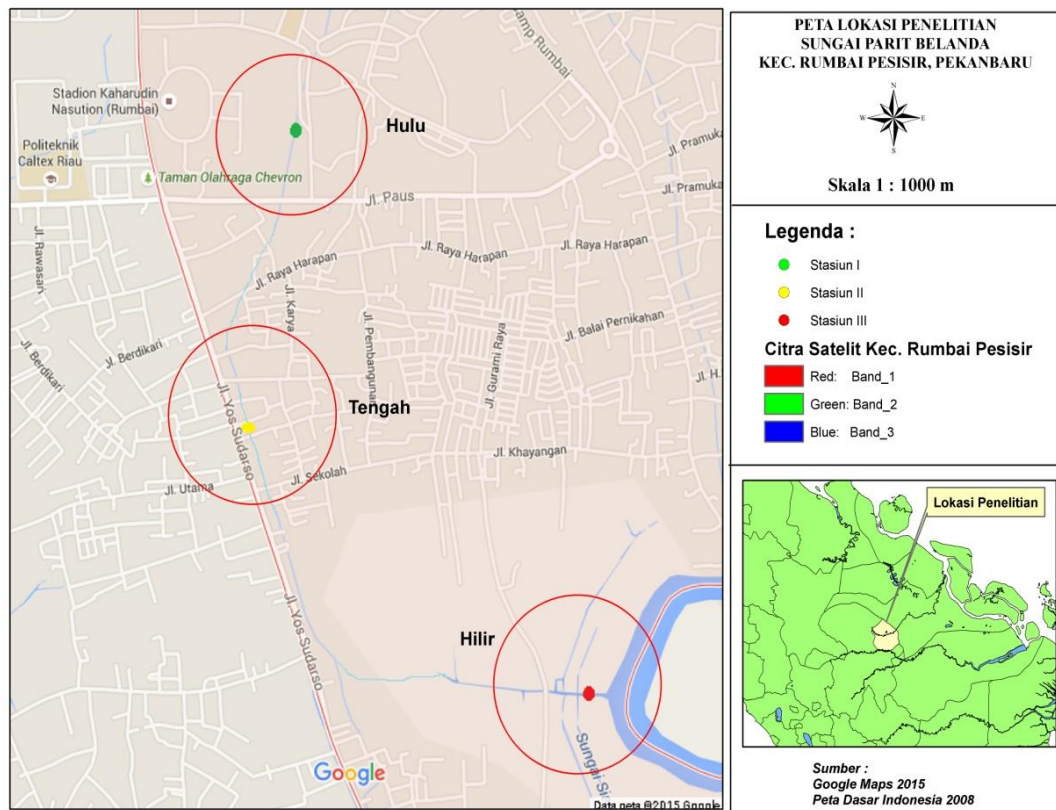 Stadion Kaharudin
Nasution (Rumbai)
Politeknik
Caltex Riau
Taman Olahraga Chevron
Hulu
Camp Rumbai
Jl. Pramuka
Jl. Pramuka
Jl. Paus
Jl. Rawasari
Jl. Raya Harapan
Jl. Raya Harapan
Jl. Raya Harapan
Jl. Karya
Jl. Pembangunan
Jl. Gurami Raya
Jl. Balai Pernikahan
Jl. H.
Jl. Berdikari
Jl. Berdikari
Jl. Yos Sudarso
Tengah
Jl. Khayangan
Jl. Sekolah
Jl. Utama
Jl. Yos Sudarso
Hilir
Sungai
Google
Data peta ©2015 Google
PETA LOKASI PENELITIAN
SUNGAI PARIT BELANDA
KEC. RUMBAI PESISIR, PEKANBARU
N
W E
S
Skala 1 : 1000 m
Legenda :
Stasiun I
Stasiun II
Stasiun III
Citra Satelit Kec. Rumbai Pesisir
Red: Band_1
Green: Band_2
Blue: Band_3
Lokasi Penelitian
Sumber :
Google Maps 2015
Peta Dasar Indonesia 2008